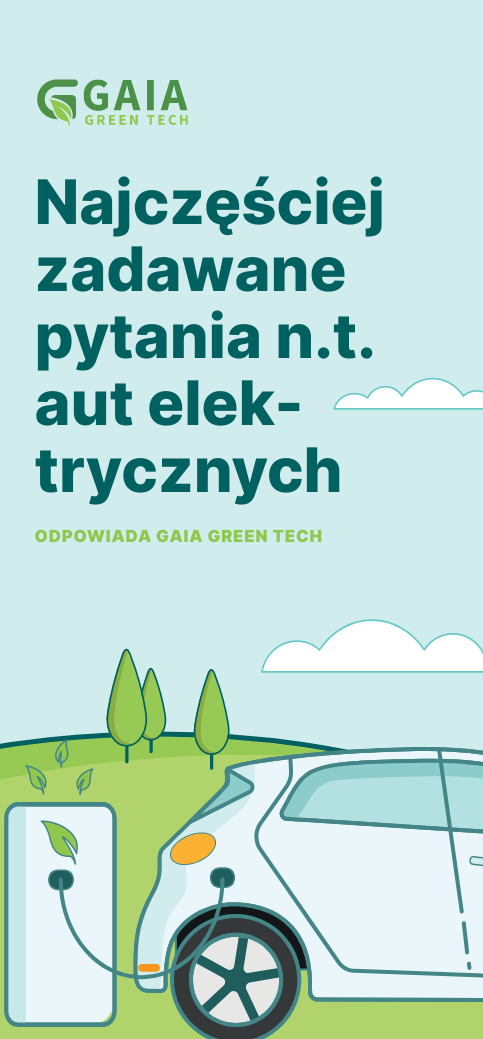 GAIA
GREEN TECH
Najczęściej
zadawane
pytania n.t.
aut elek-
trycznych
ODPOWIADA GAIA GREEN TECH